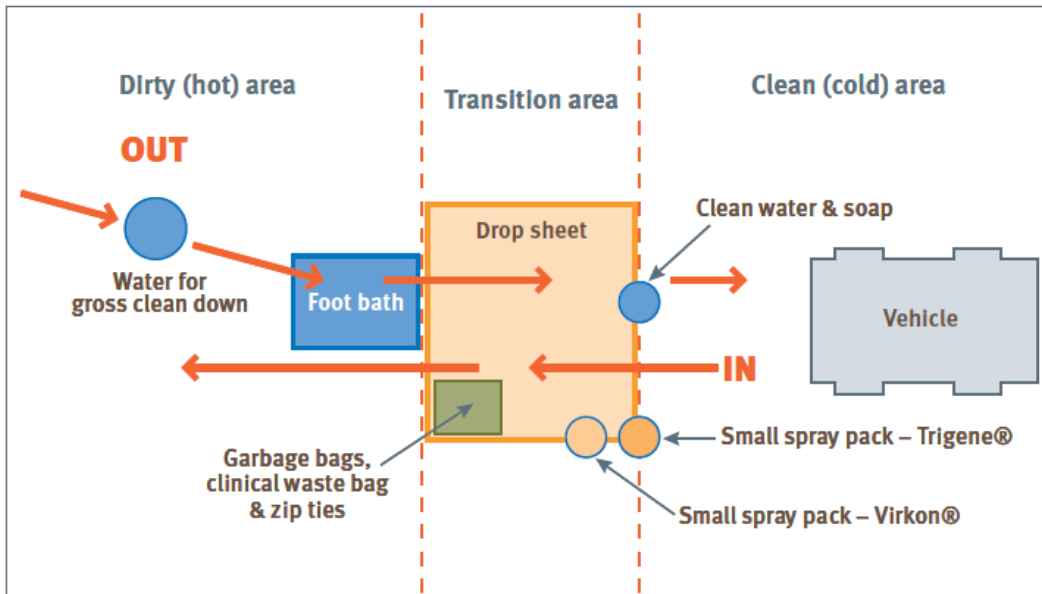 Dirty (hot) area
Transition area
Clean (cold) area
OUT
Water for
gross clean down
Foot bath
Drop sheet
Clean water & soap
Vehicle
IN
Garbage bags,
clinical waste bag
& zip ties
Small spray pack – Trigene®
Small spray pack – Virkon®